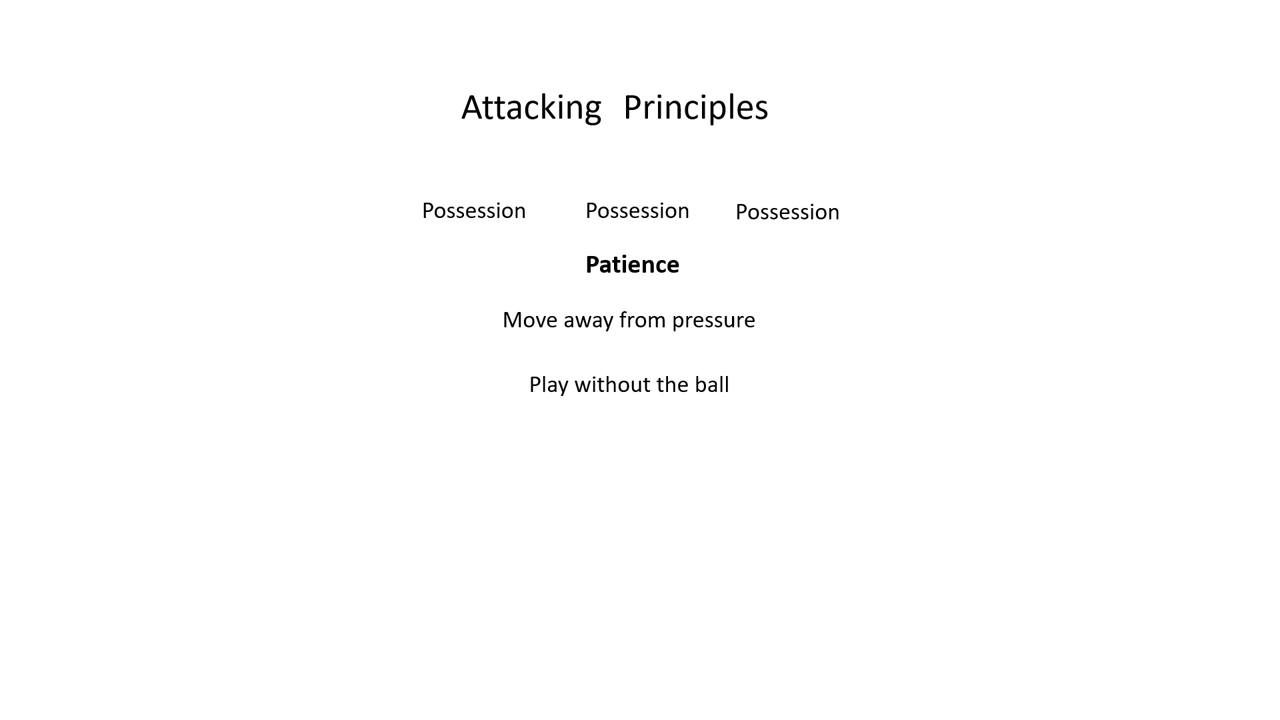 Attacking Principles
Possession Possession Possession
Patience
Move away from pressure
Play without the ball